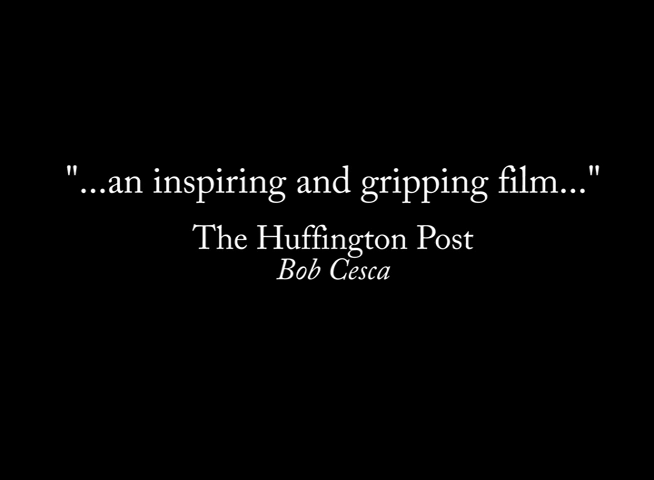 "...an inspiring and gripping film..."
The Huffington Post
Bob Cesca